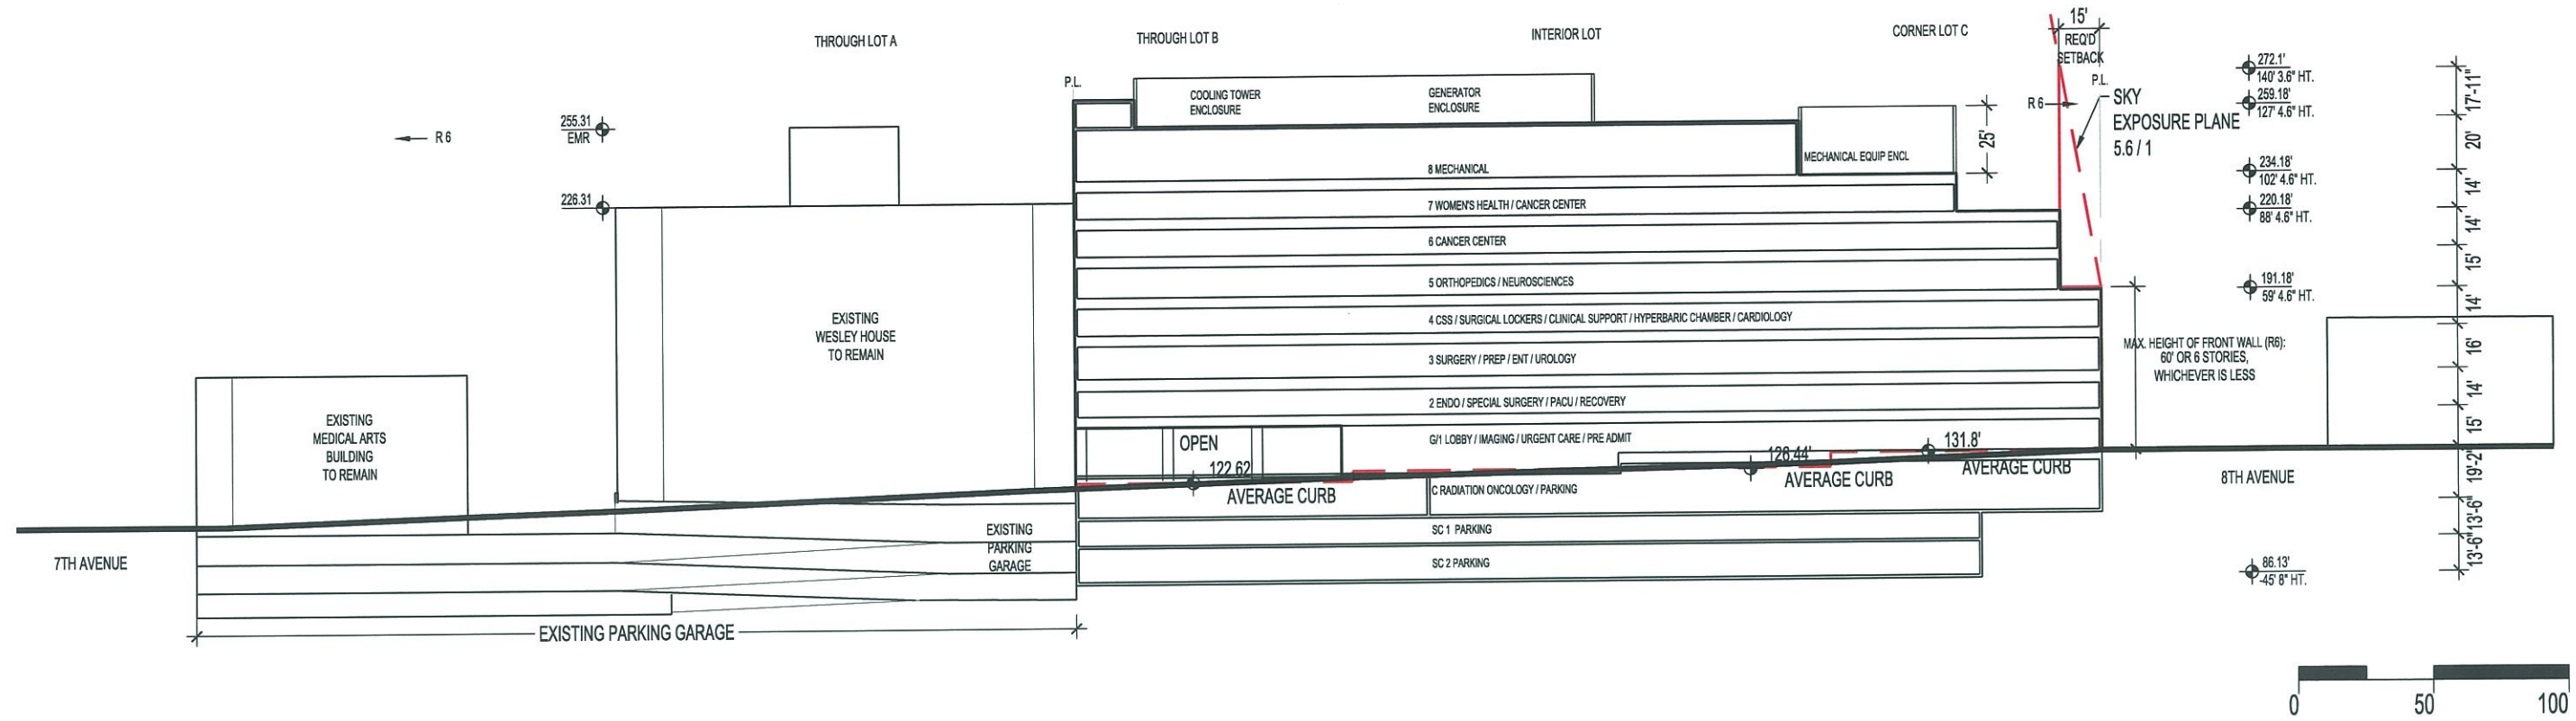 THROUGH LOT A
THROUGH LOT B
INTERIOR LOT
CORNER LOT C
15'
REQ'D
SETBACK
P.L.
P.L.
R 6
SKY
EXPOSURE PLANE
5.6 / 1
272.1'
140' 3.6" HT.
259.18'
127' 4.6" HT.
234.18'
102' 4.6" HT.
220.18'
88' 4.6" HT.
191.18'
59' 4.6" HT.
86.13'
-45' 8" HT.
17'-11"
20'
14'
14'
15'
14'
16'
14'
15'
19'-2"
13'-6"
13'-6"
R 6
255.31
EMR
226.31
COOLING TOWER
ENCLOSURE
GENERATOR
ENCLOSURE
MECHANICAL EQUIP ENCL
25'
8 MECHANICAL
7 WOMEN'S HEALTH / CANCER CENTER
6 CANCER CENTER
5 ORTHOPEDICS / NEUROSCIENCES
4 CSS / SURGICAL LOCKERS / CLINICAL SUPPORT / HYPERBARIC CHAMBER / CARDIOLOGY
3 SURGERY / PREP / ENT / UROLOGY
2 ENDO / SPECIAL SURGERY / PACU / RECOVERY
G/1 LOBBY / IMAGING / URGENT CARE / PRE ADMIT
OPEN
122.62
AVERAGE CURB
128.44'
AVERAGE CURB
131.8'
AVERAGE CURB
C RADIATION ONCOLOGY / PARKING
SC 1 PARKING
SC 2 PARKING
MAX. HEIGHT OF FRONT WALL (R6):
60' OR 6 STORIES,
WHICHEVER IS LESS
EXISTING
WESLEY HOUSE
TO REMAIN
EXISTING
MEDICAL ARTS
BUILDING
TO REMAIN
EXISTING
PARKING
GARAGE
7TH AVENUE
8TH AVENUE
EXISTING PARKING GARAGE
0 50 100